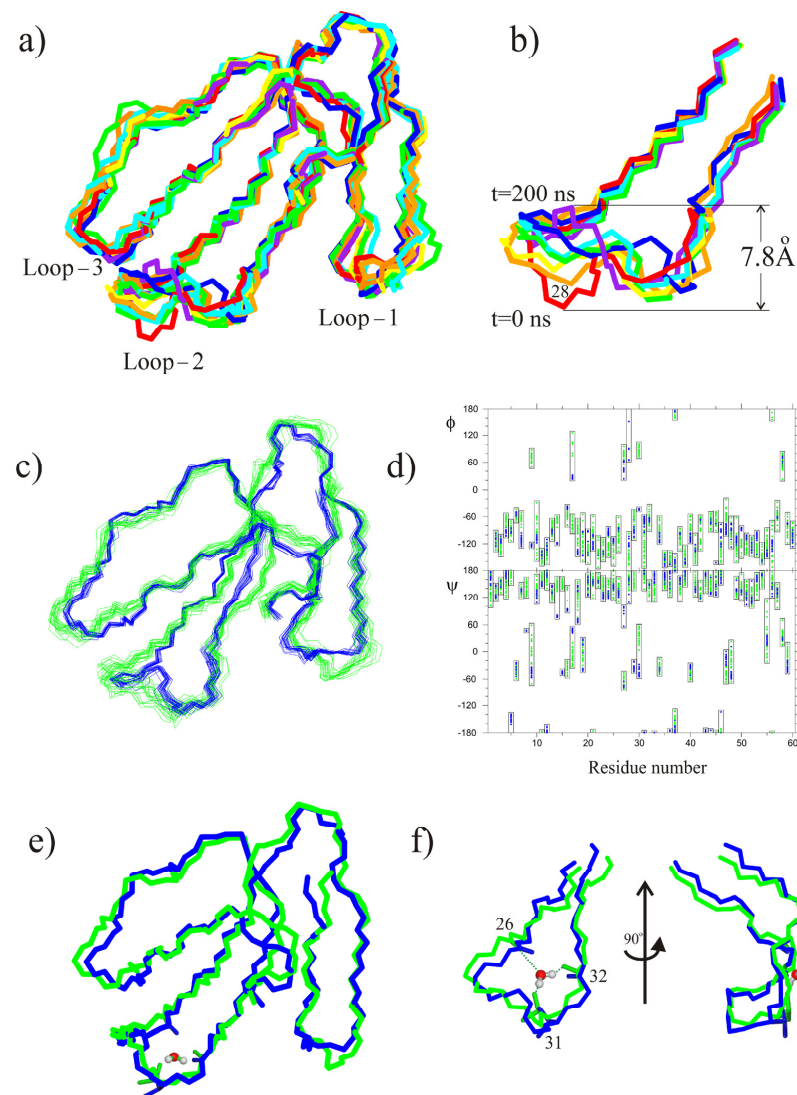 a)
b)
t=200 ns
7.8Å
28
t=0 ns
Loop-3
Loop-2
Loop-1
c)
d)
180
ϕ
120
60
0
-60
-120
180
ψ
120
60
0
-60
-120
-180
10 20 30 40 50 60
Residue number
e)
f)
26
90°
32
31